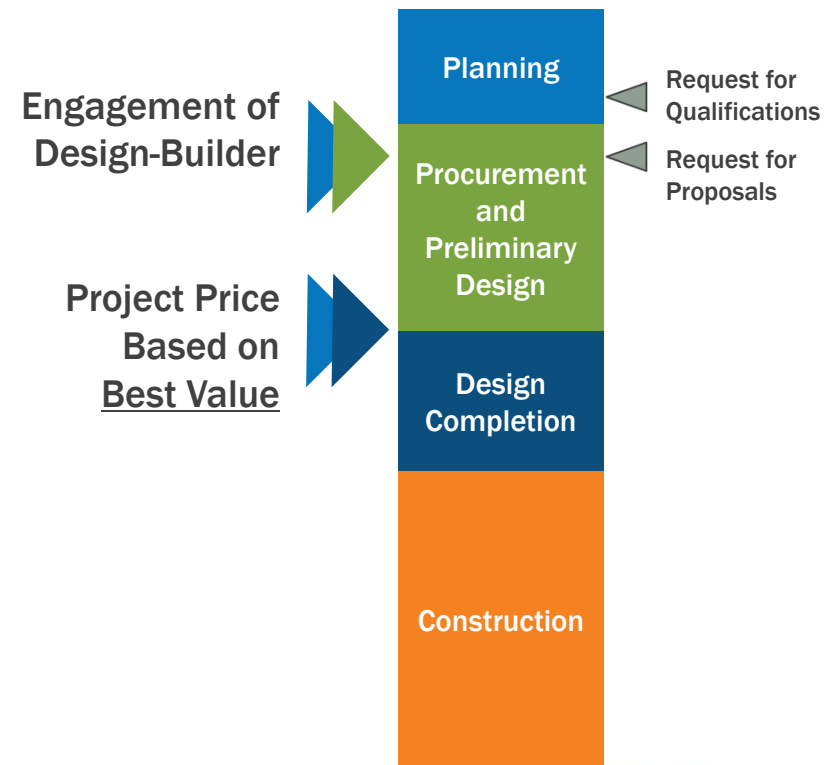 Planning
Request for
Qualifications
Engagement of
Design-Builder
Request for
Proposals
Procurement
and
Preliminary
Design
Project Price
Based on
Best Value
Design
Completion
Construction